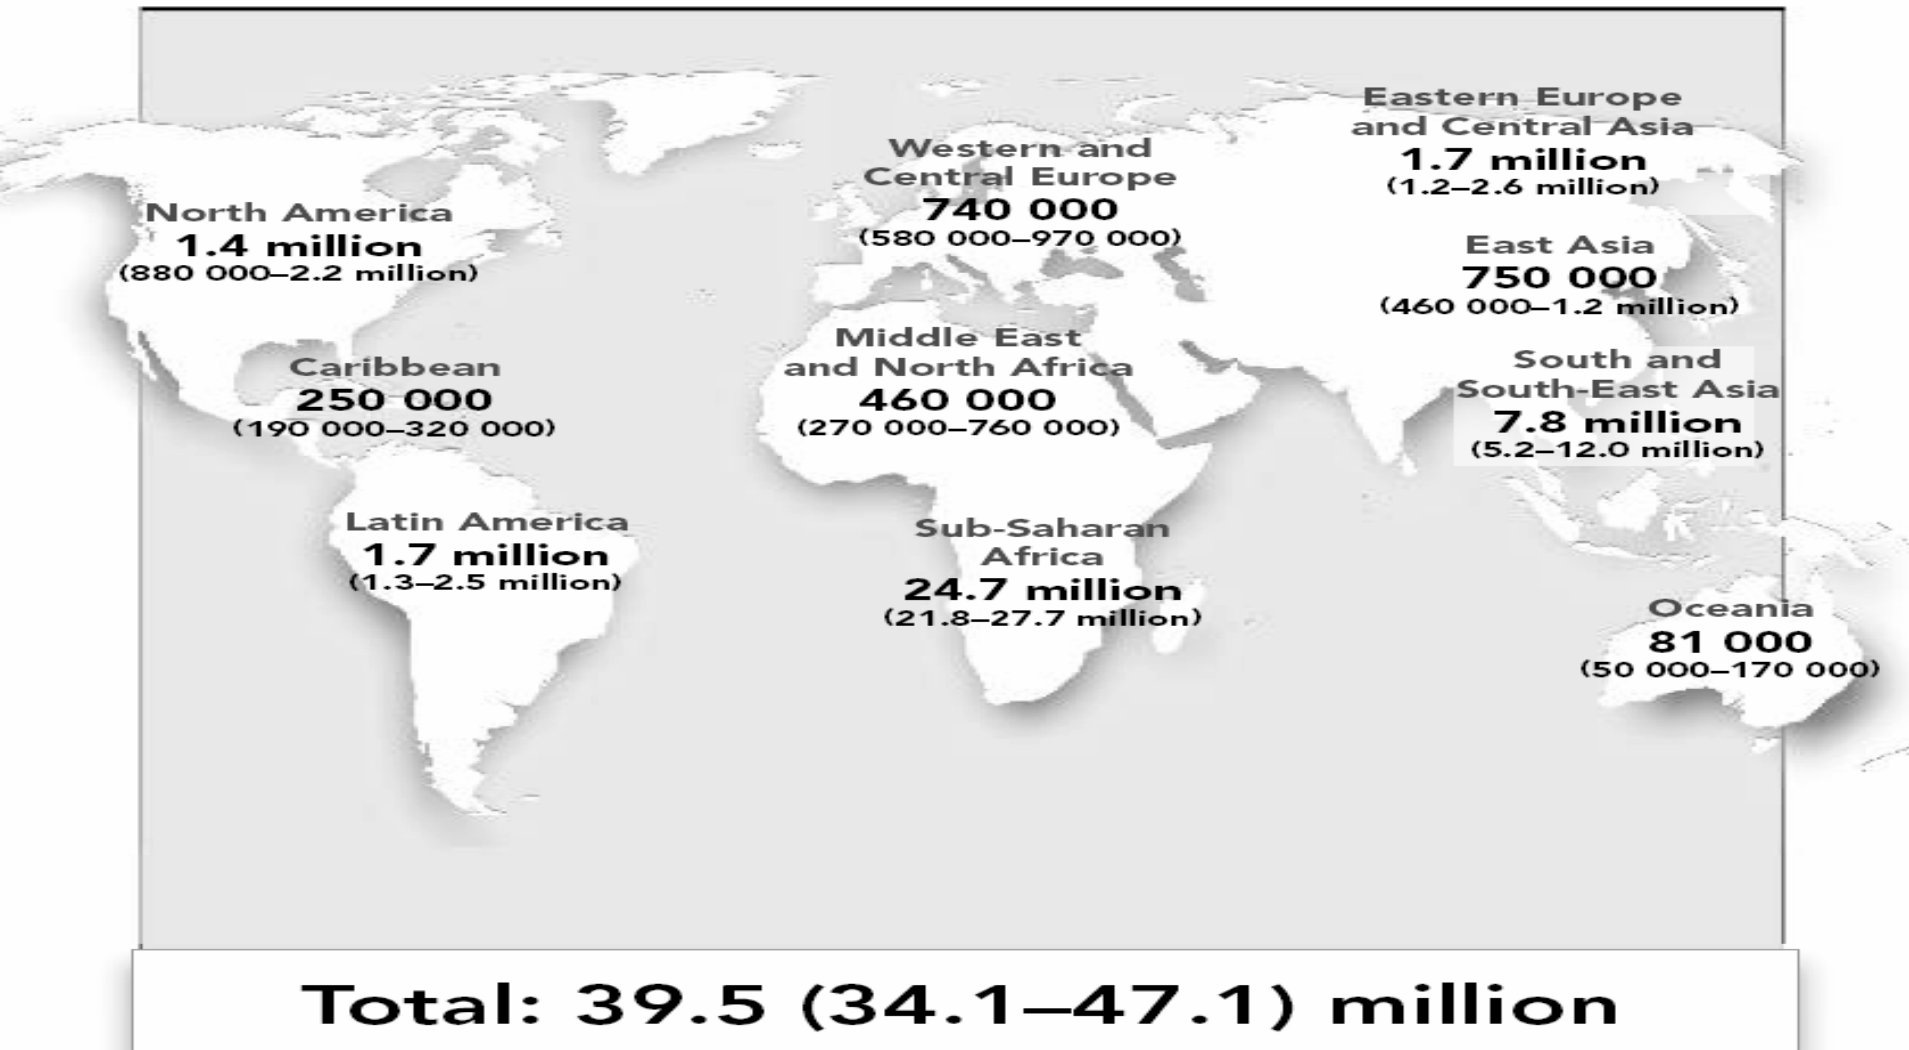 Eastern Europe
and Central Asia
1.7 million
(1.2–2.6 million)
Western and
Central Europe
740 000
(580 000–970 000)
North America
1.4 million
(880 000–2.2 million)
East Asia
750 000
(460 000–1.2 million)
Middle East
and North Africa
460 000
(270 000–760 000)
Caribbean
250 000
(190 000–320 000)
South and
South-East Asia
7.8 million
(5.2–12.0 million)
Latin America
1.7 million
(1.3–2.5 million)
Sub-Saharan
Africa
24.7 million
(21.8–27.7 million)
Oceania
81 000
(50 000–170 000)
Total: 39.5 (34.1–47.1) million